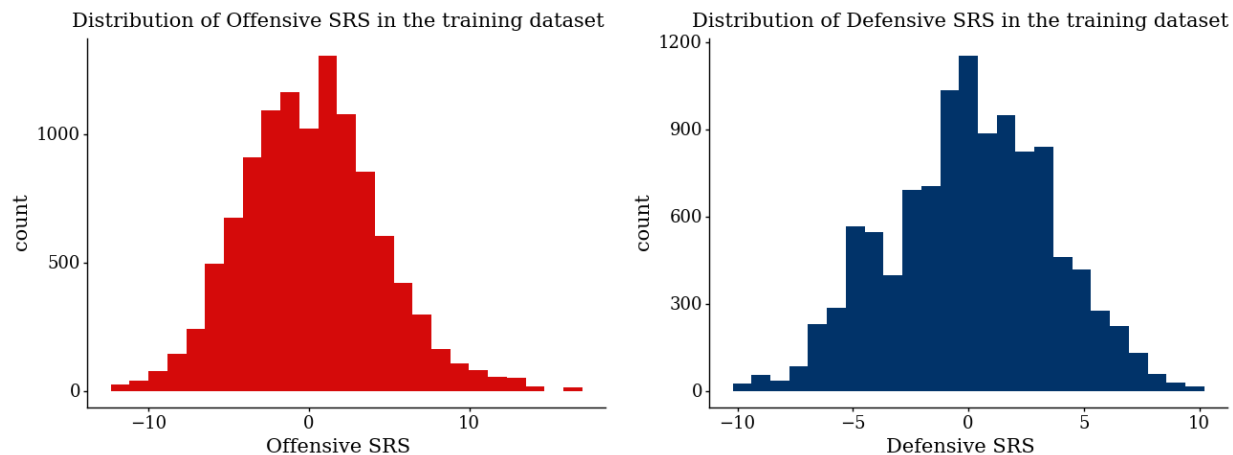 Distribution of Offensive SRS in the training dataset
1000
500
0
count
−10
0
10
Offensive SRS
Distribution of Defensive SRS in the training dataset
1200
900
600
300
0
count
−10
−5
0
5
10
Defensive SRS